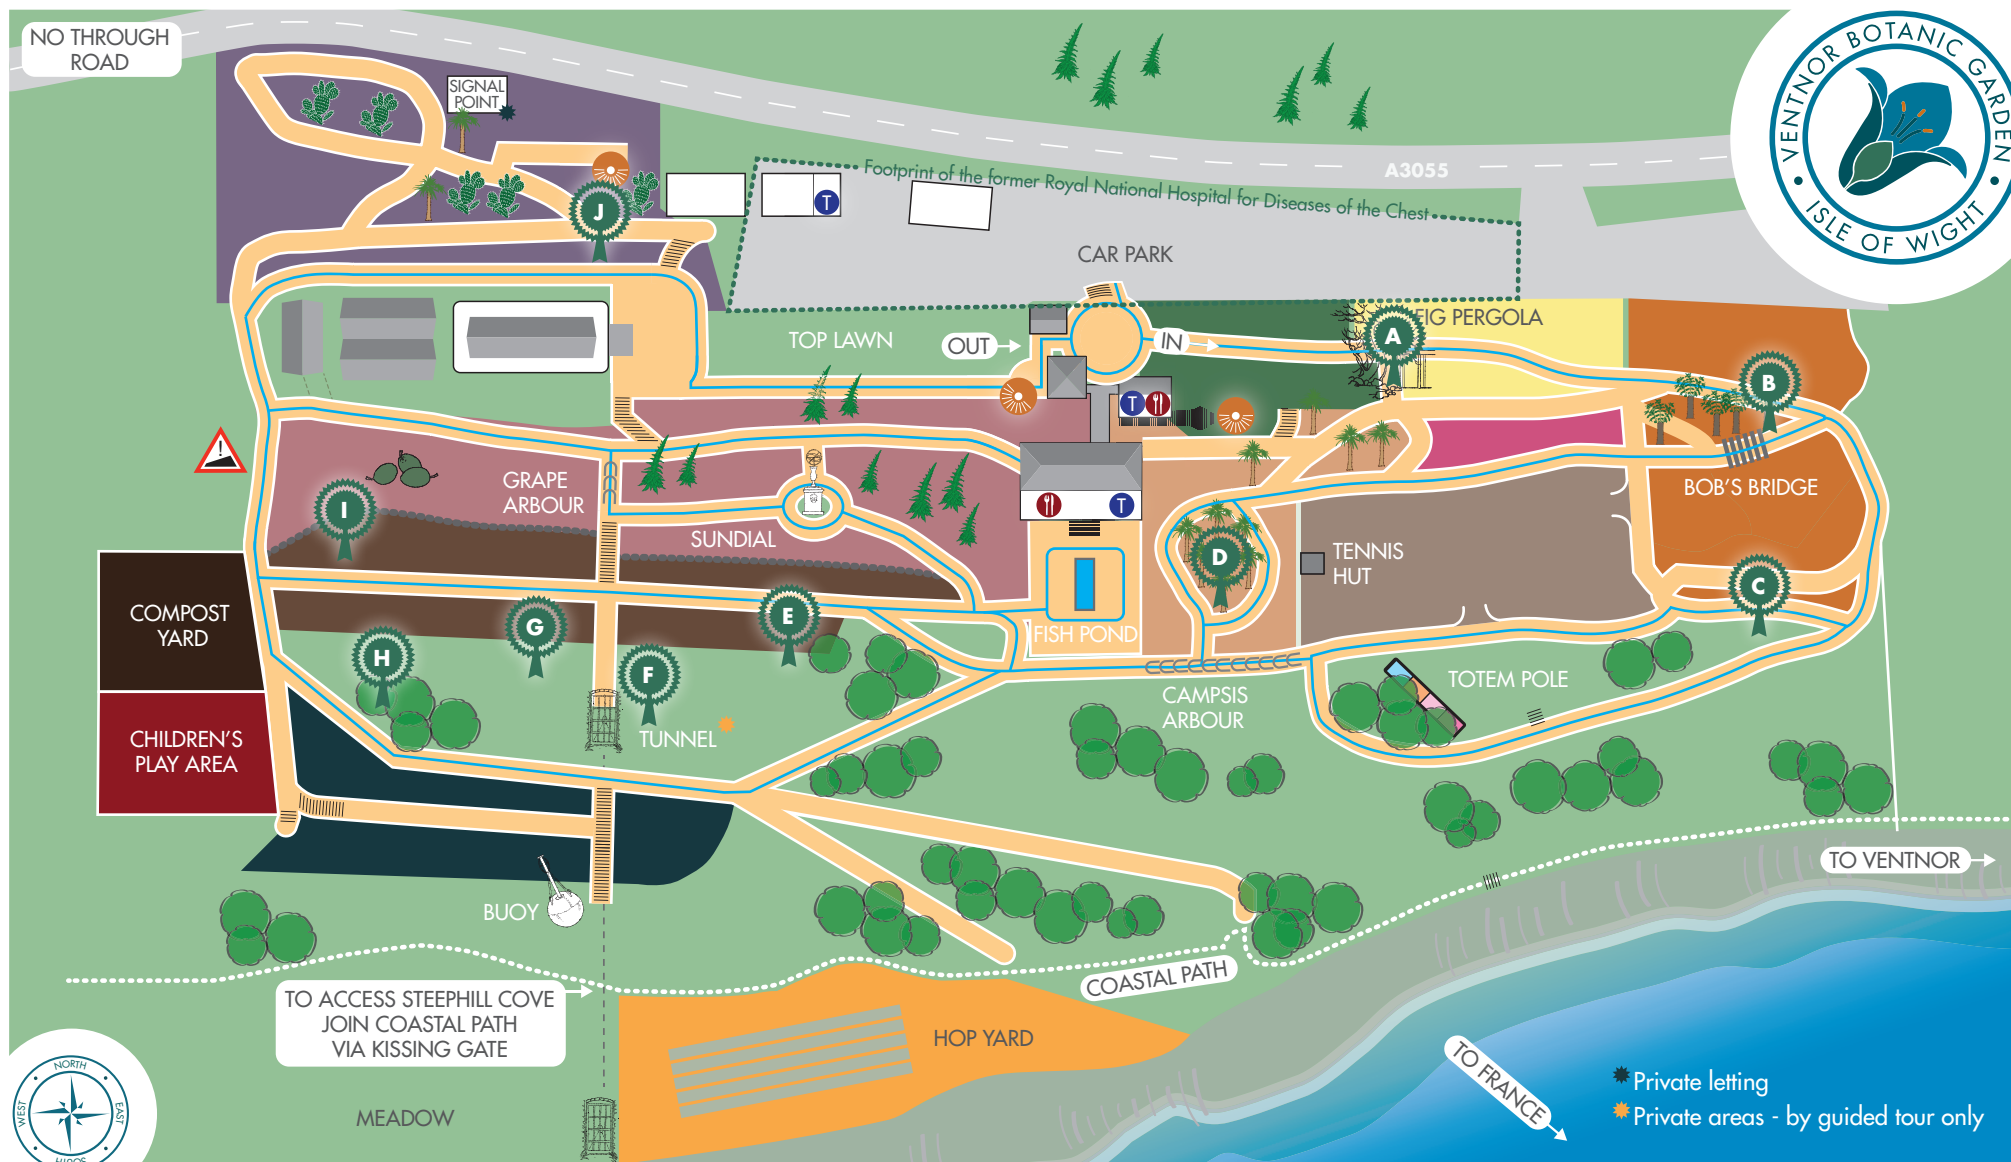 NO THROUGH
ROAD
SIGNAL
POINT
VENTNOR BOTANIC GARDEN
ISLE OF WIGHT
A3055
Footprint of the former Royal National Hospital for Diseases of the Chest
T
J
CAR PARK
TOP LAWN
OUT
IN
A
FIG PERGOLA
B
T
GRAPE
ARBOUR
I
SUNDIAL
T
BOB'S BRIDGE
D
TENNIS
HUT
C
COMPOST
YARD
E
G
H
F
FISH POND
CAMPSIS
ARBOUR
TOTEM POLE
TUNNEL
CHILDREN'S
PLAY AREA
BUOY
TO VENTNOR
COASTAL PATH
TO ACCESS STEEPHILL COVE
JOIN COASTAL PATH
VIA KISSING GATE
HOP YARD
MEADOW
TO FRANCE
Private letting
Private areas - by guided tour only
NORTH
WEST
EAST
SOUTH